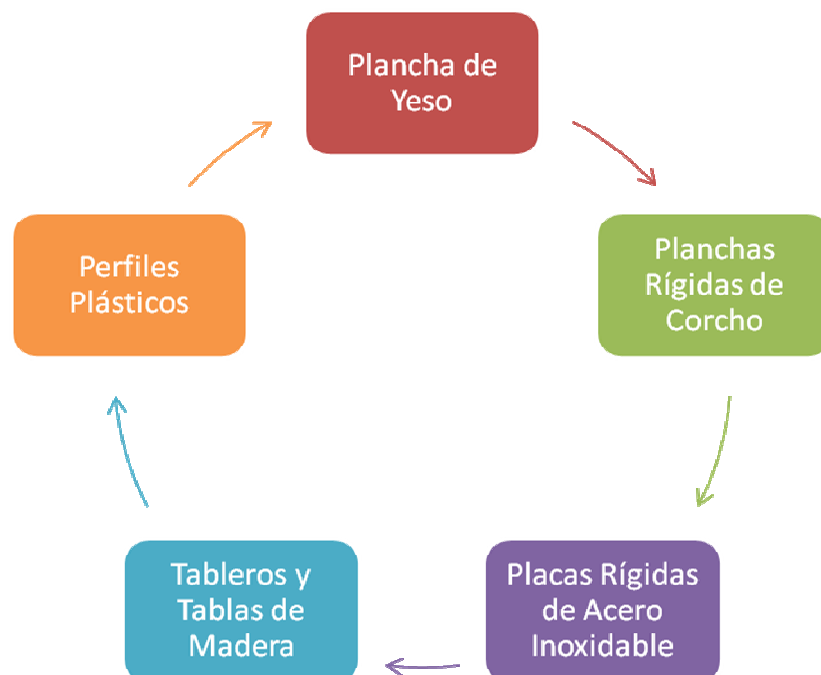 Plancha de
Yeso
Planchas
Rígidas de
Corcho
Placas Rígidas
de Acero
Inoxidable
Tableros y
Tablas de
Madera
Perfiles
Plásticos